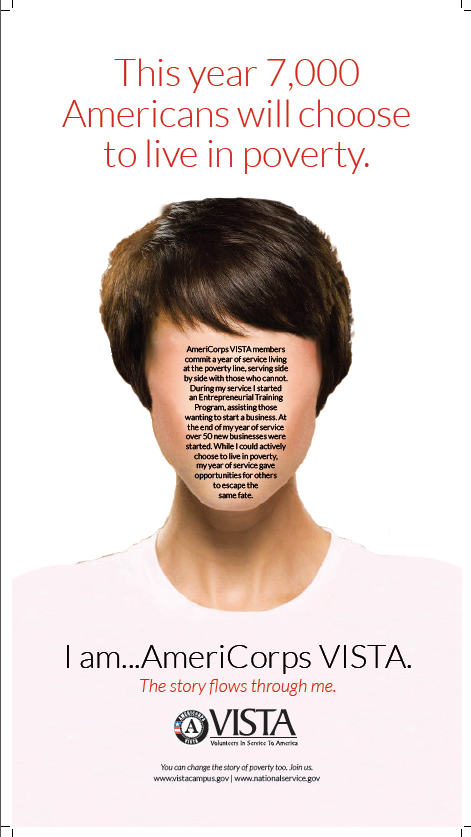 This year 7,000
Americans will choose
to live in poverty.
AmeriCorps VISTA members
commit a year of service living
at the poverty line, serving side
by side with those who cannot.
During my service I started
an Entrepreneurial Training
Program, assisting those
wanting to start a business. At
the end of my year of service
over 50 new businesses were
started. While I could actively
choose to live in poverty,
my year of service gave
opportunities for others
to escape the
same fate.
I am...AmeriCorps VISTA.
The story flows through me.
AMERICORPS
A
VISTA
VISTA
Volunteers in Service To America
You can change the story of poverty too. Join us.
www.vistacampus.gov | www.nationalservice.gov